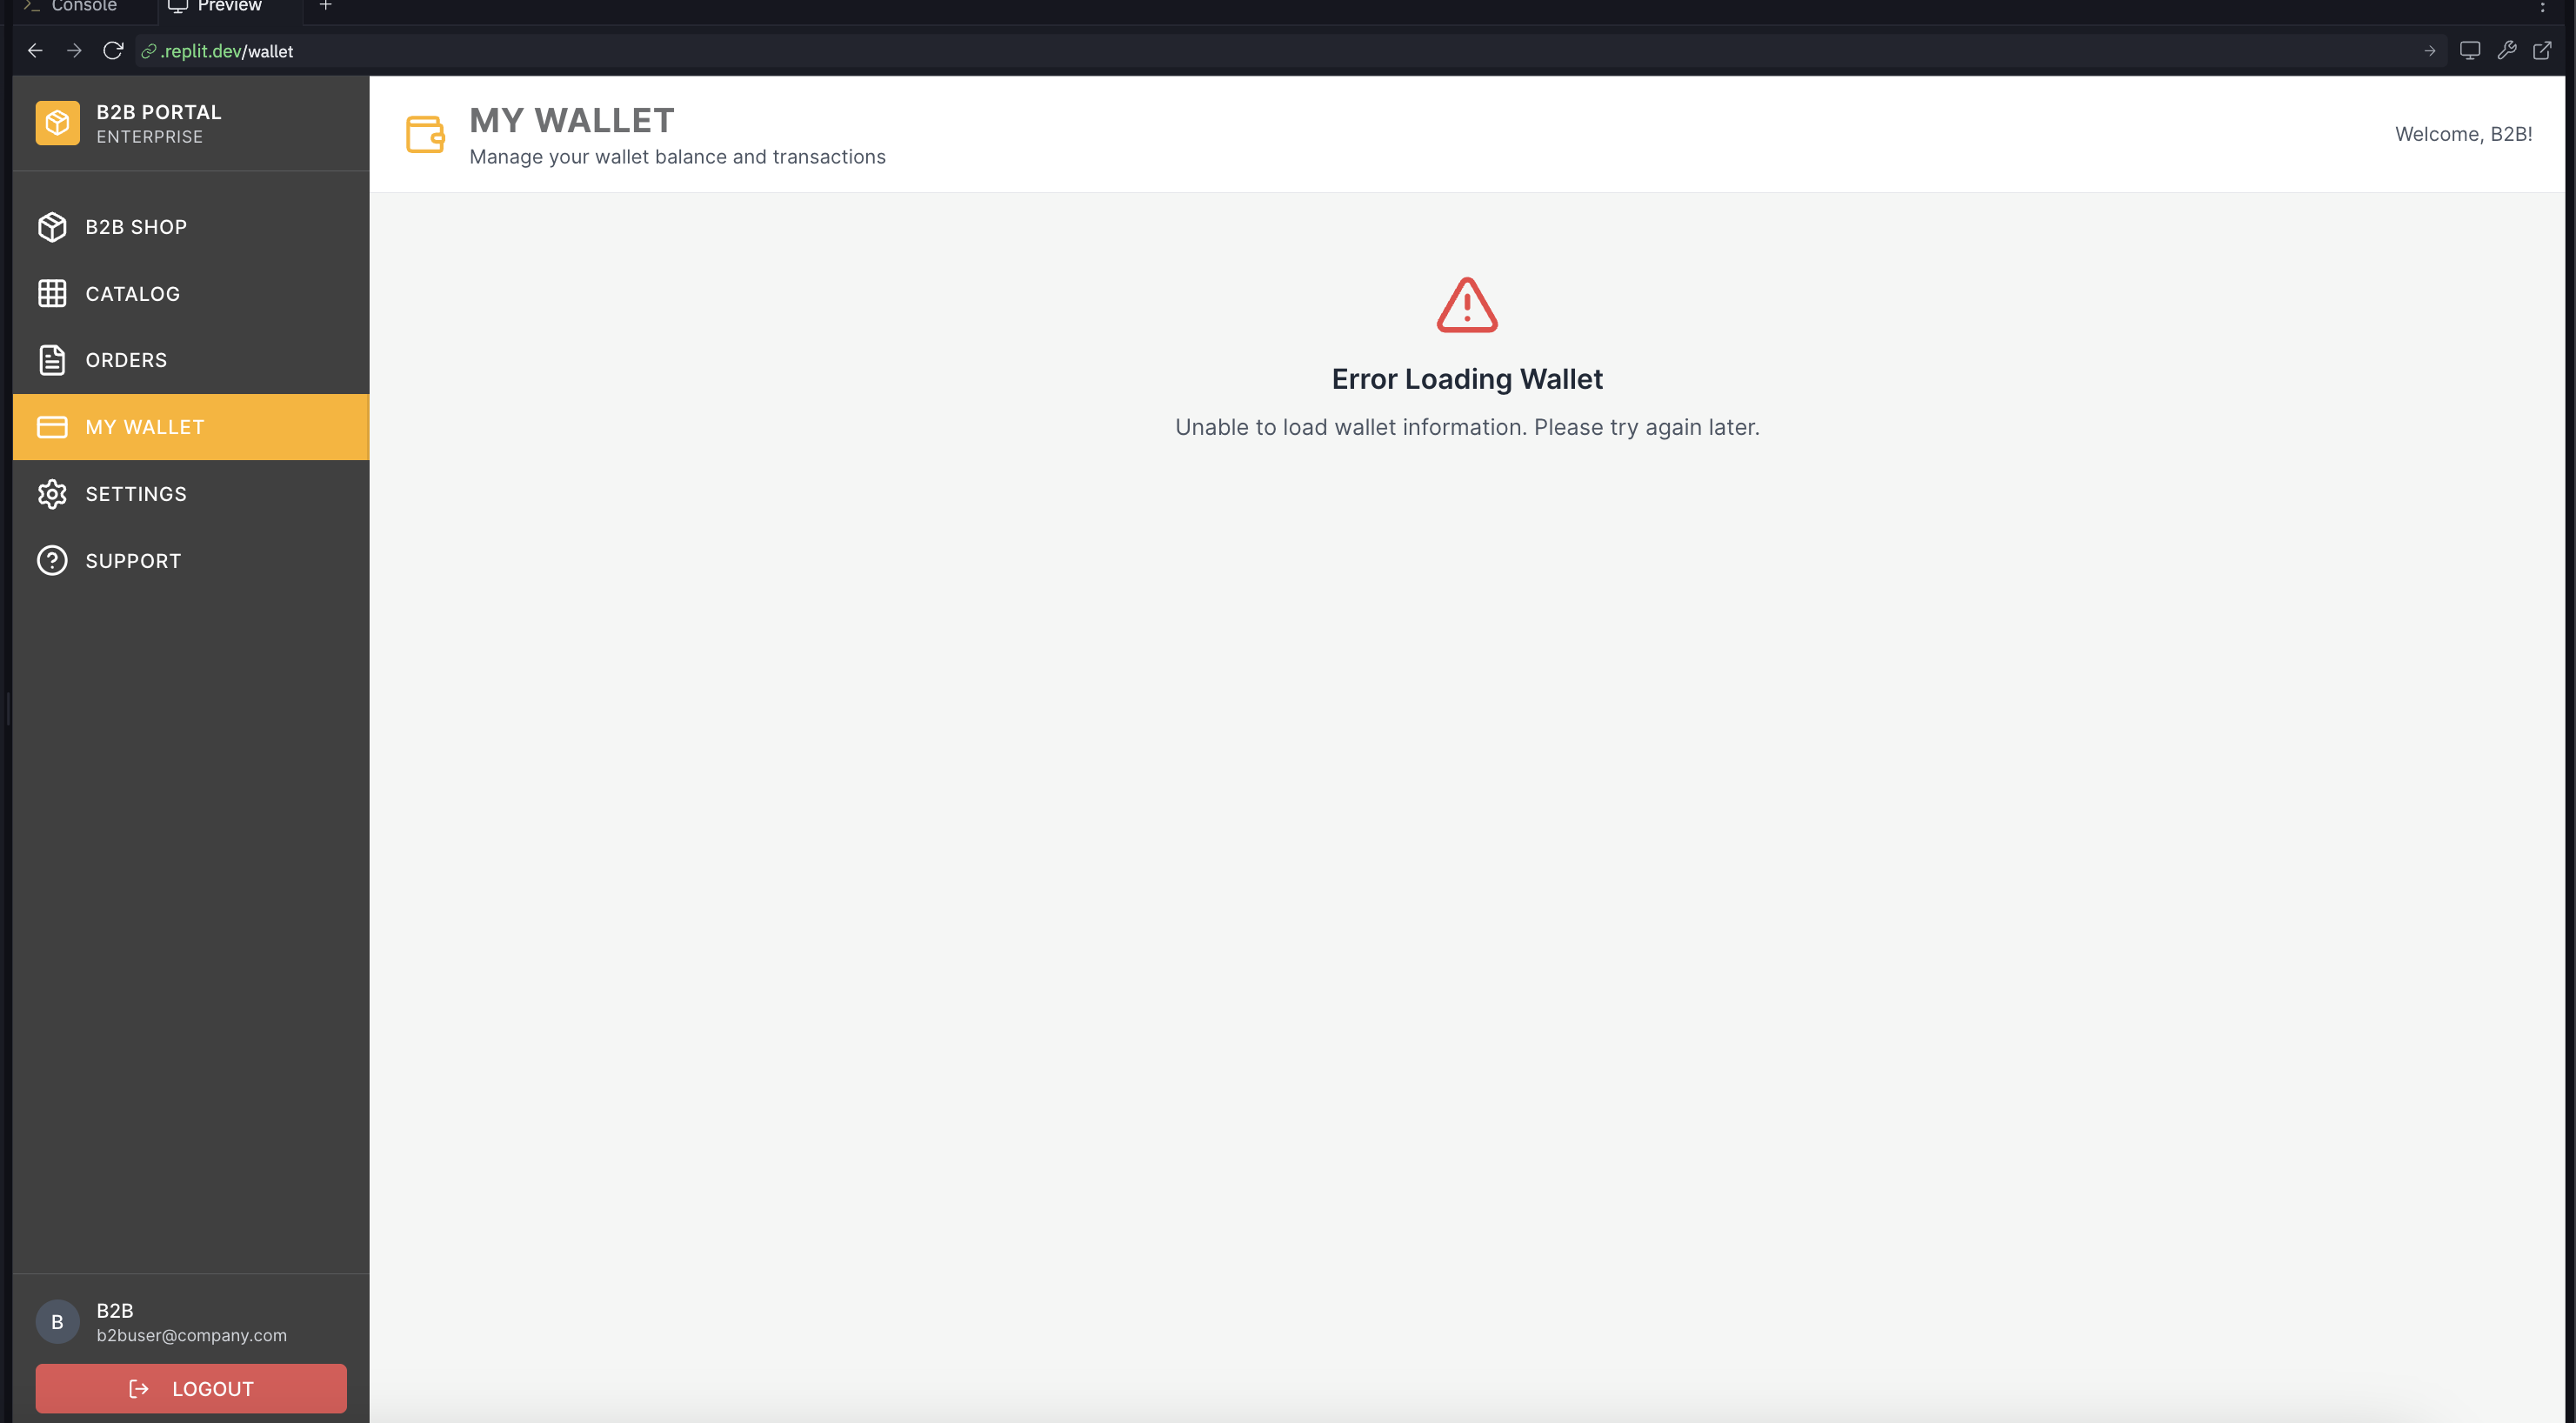 Console
Preview
.replit.dev/wallet
B2B PORTAL
ENTERPRISE
B2B SHOP
CATALOG
ORDERS
MY WALLET
SETTINGS
SUPPORT
B
B2B
b2buser@company.com
LOGOUT
MY WALLET
Manage your wallet balance and transactions
Welcome, B2B!
Error Loading Wallet
Unable to load wallet information. Please try again later.